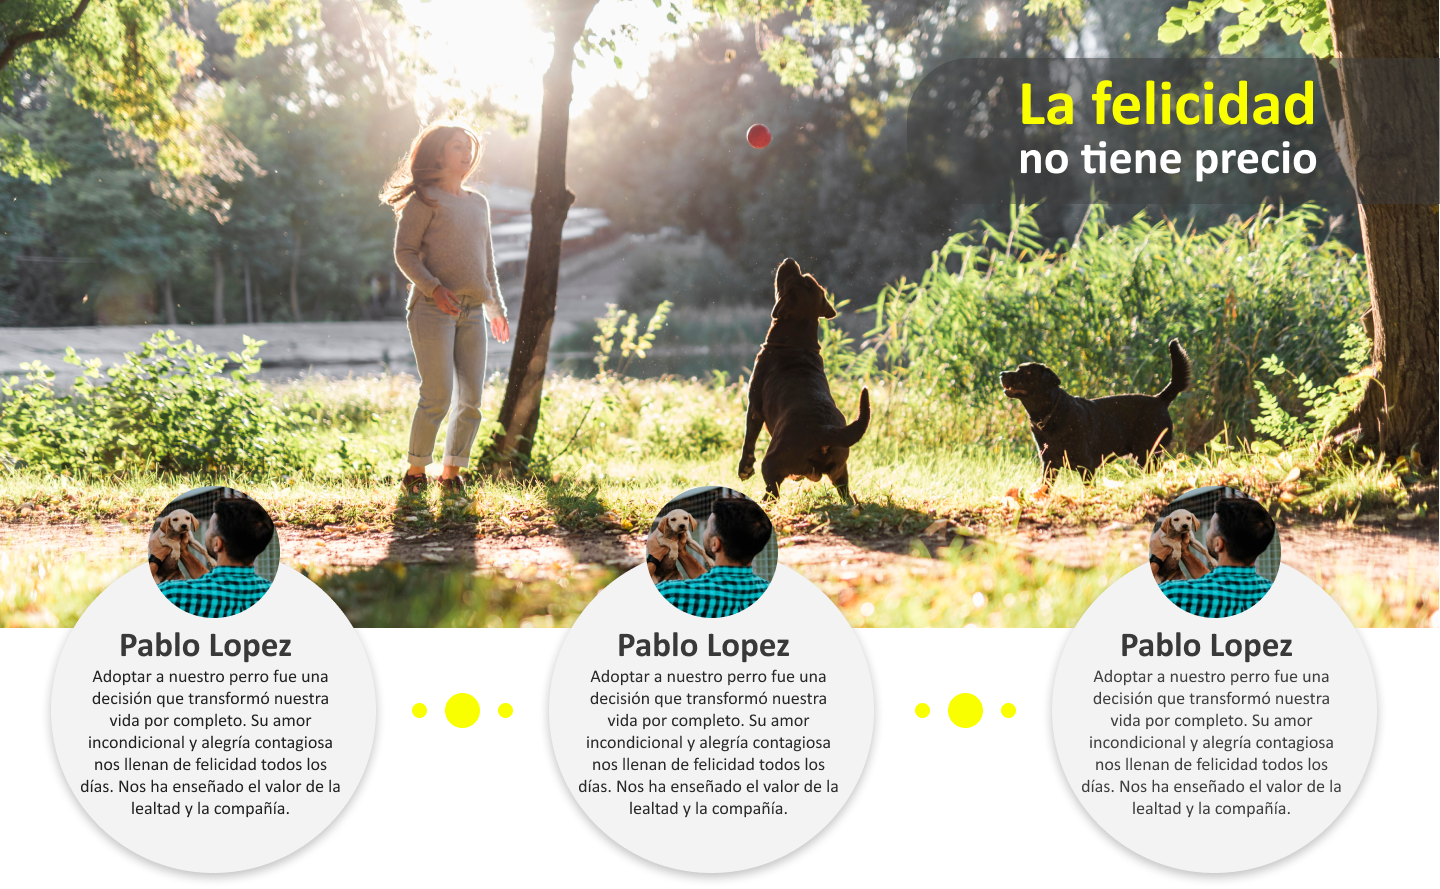 La felicidad
no tiene precio
Pablo Lopez
Adoptar a nuestro perro fue una
decisión que transformó nuestra
vida por completo. Su amor
incondicional y alegría contagiosa
nos llenan de felicidad todos los
días. Nos ha enseñado el valor de la
lealtad y la compañía.
Pablo Lopez
Adoptar a nuestro perro fue una
decisión que transformó nuestra
vida por completo. Su amor
incondicional y alegría contagiosa
nos llenan de felicidad todos los
días. Nos ha enseñado el valor de la
lealtad y la compañía.
Pablo Lopez
Adoptar a nuestro perro fue una
decisión que transformó nuestra
vida por completo. Su amor
incondicional y alegría contagiosa
nos llenan de felicidad todos los
días. Nos ha enseñado el valor de la
lealtad y la compañía.